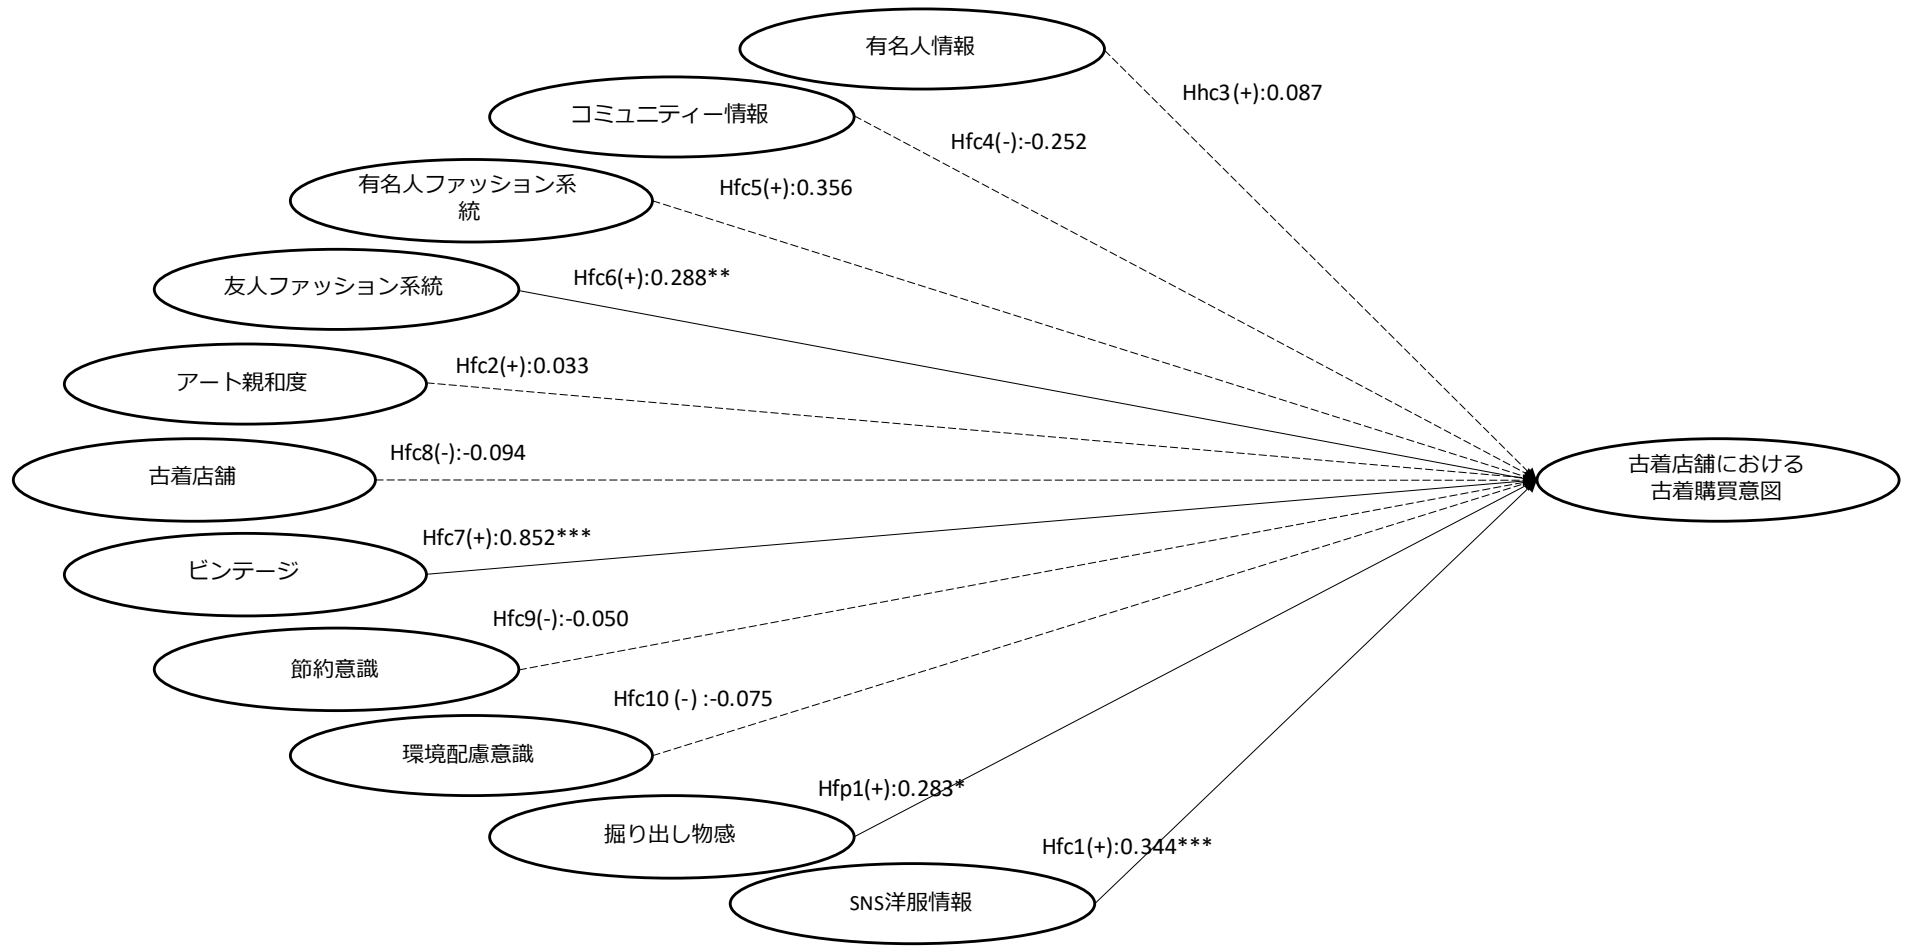 有名人情報
Hhc3(+):0.087
コミュニティー情報
Hfc4(-):-0.252
有名人ファッション系
統
Hfc5(+):0.356
友人ファッション系統
Hfc6(+):0.288**
アート親和度
Hfc2(+):0.033
古着店舗
Hfc8(-):-0.094
古着店舗における
古着購買意図
ビンテージ
Hfc7(+):0.852***
節約意識
Hfc9(-):-0.050
環境配慮意識
Hfc10 (-) :-0.075
掘り出し物感
Hfp1(+):0.283*
SNS洋服情報
Hfc1(+):0.344***